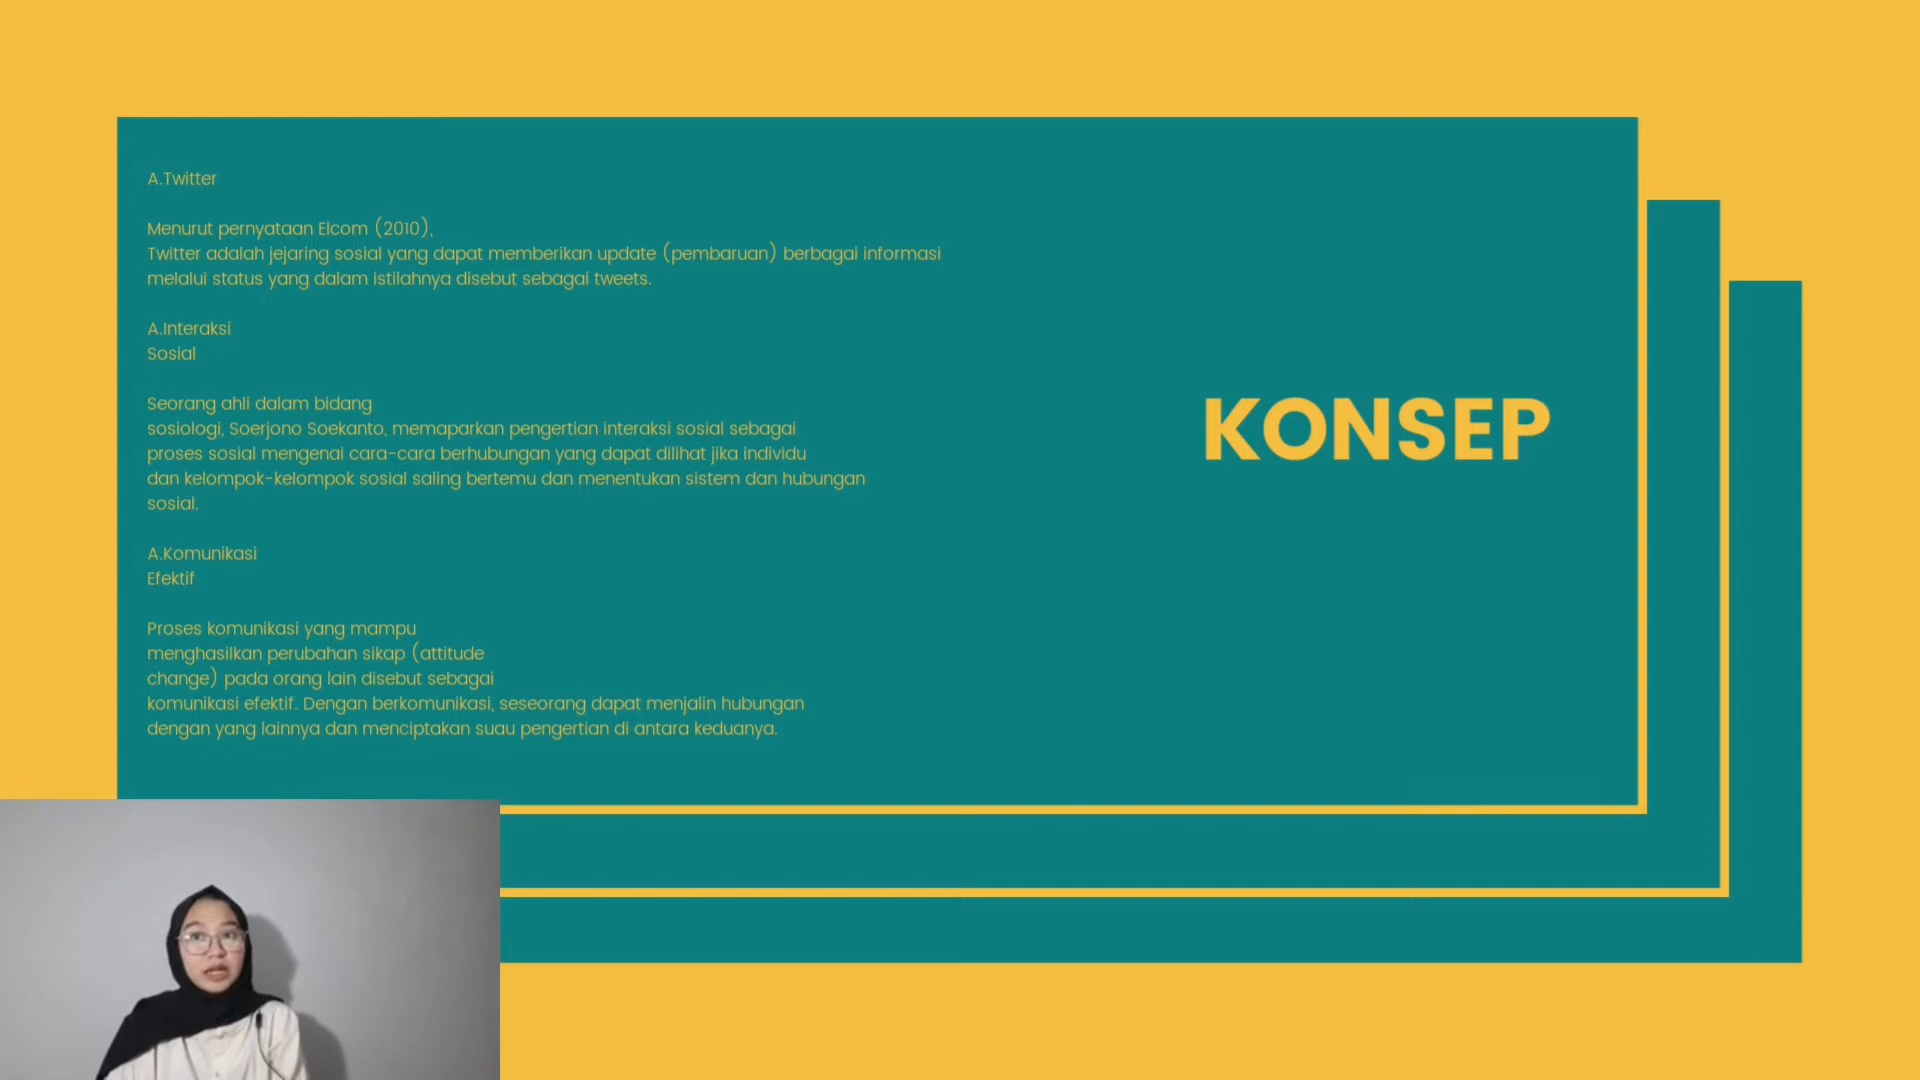 A.Twitter
Menurut pernyataan Elcom (2010),
Twitter adalah jejaring sosial yang dapat memberikan update (pembaruan) berbagai informasi
melalui status yang dalam istilahnya disebut sebagai tweets.
A.Interaksi
Sosial
Seorang ahli dalam bidang
sosiologi, Soerjono Soekanto, memaparkan pengertian interaksi sosial sebagai
proses sosial mengenai cara-cara berhubungan yang dapat dilihat jika individu
dan kelompok-kelompok sosial saling bertemu dan menentukan sistem dan hubungan
sosial.
A.Komunikasi
Efektif
Proses komunikasi yang mampu
menghasilkan perubahan sikap (attitude
change) pada orang lain disebut sebagai
komunikasi efektif. Dengan berkomunikasi, seseorang dapat menjalin hubungan
dengan yang lainnya dan menciptakan suau pengertian di antara keduanya.
KONSEP